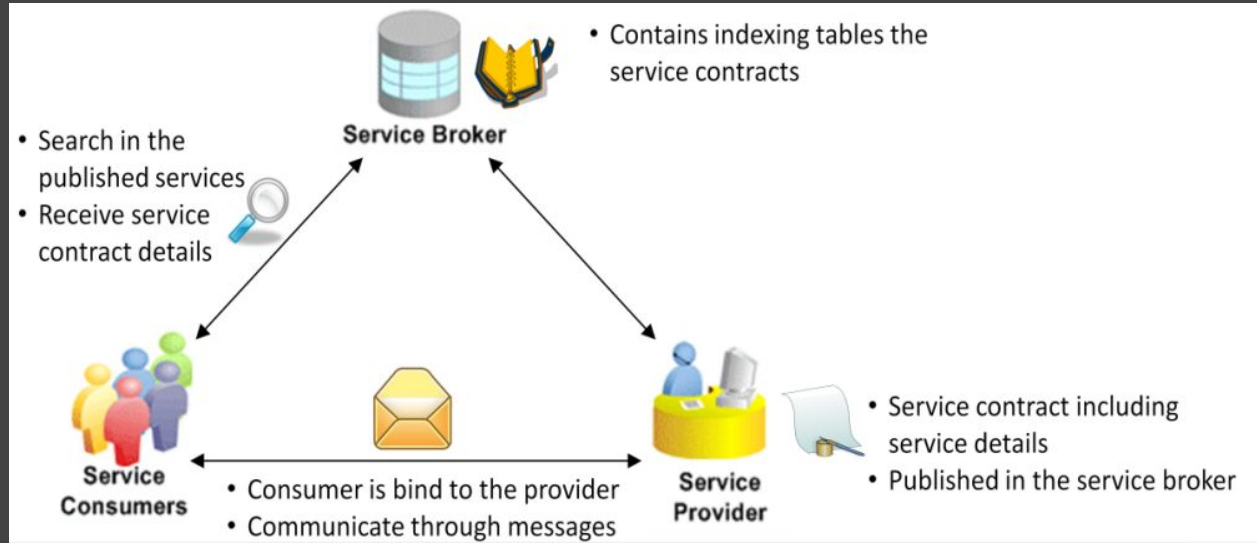 • Contains indexing tables the
service contracts
Service Broker
• Search in the
published services
• Receive service
contract details
Service
Consumers
• Consumer is bind to the provider
• Communicate through messages
Service
Provider
• Service contract including
service details
• Published in the service broker